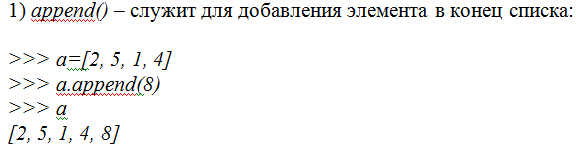 1) append() – служит для добавления элемента в конец списка:
>>> a=[2, 5, 1, 4]
>>> a.append(8)
>>> a
[2, 5, 1, 4, 8]